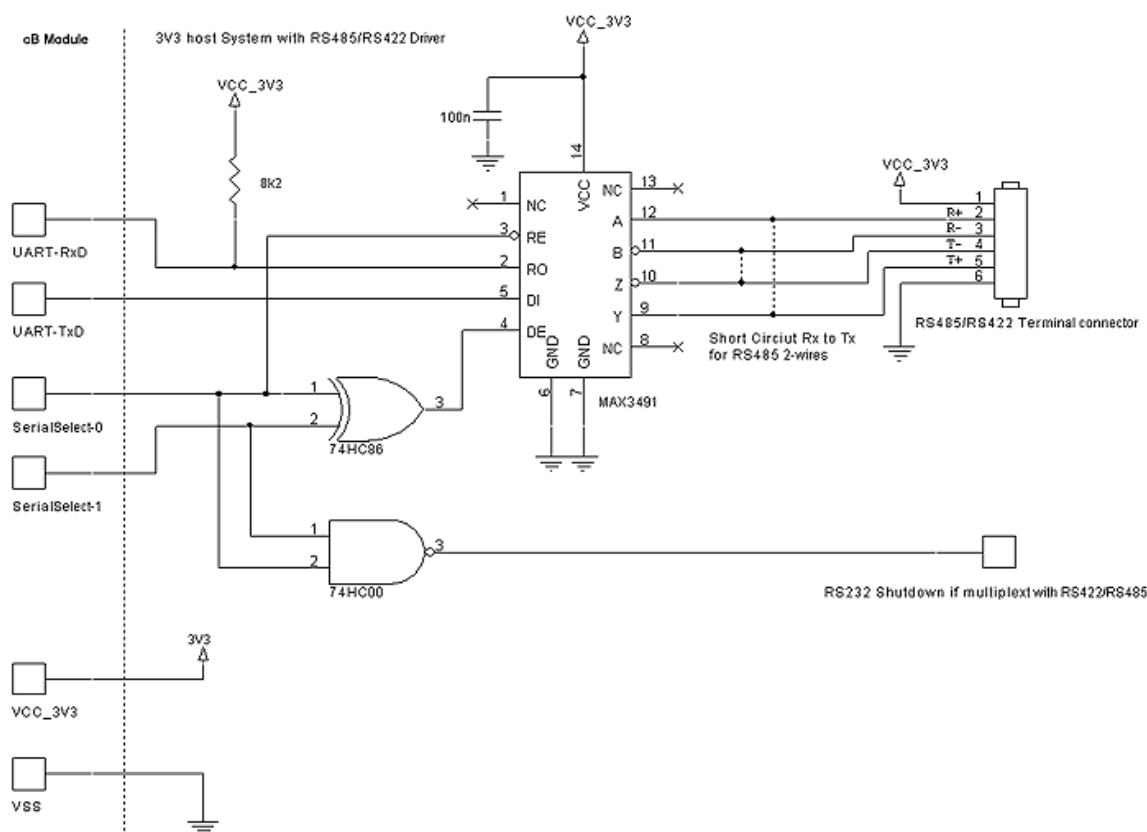 cB Module
3V3 host System with RS485/RS422 Driver
VCC_3V3
VCC_3V3
100n
14
8k2
VCC_3V3
1
NC
VCC
NC
13
3
RE
A
12
R+
1
2
R-
3
UART-RxD
2
RO
B
11
T-
4
T+
5
6
5
DI
Z
10
UART-TxD
4
DE
Y
9
RS485/RS422 Terminal connector
GND
GND
NC
8
Short Circiut Rx to Tx
for RS485 2-wires
6
7
MAX3491
1
3
2
SerialSelect-0
74HC86
SerialSelect-1
1
3
2
74HC00
RS232 Shutdown if multiplext with RS422/RS485
3V3
VCC_3V3
VSS